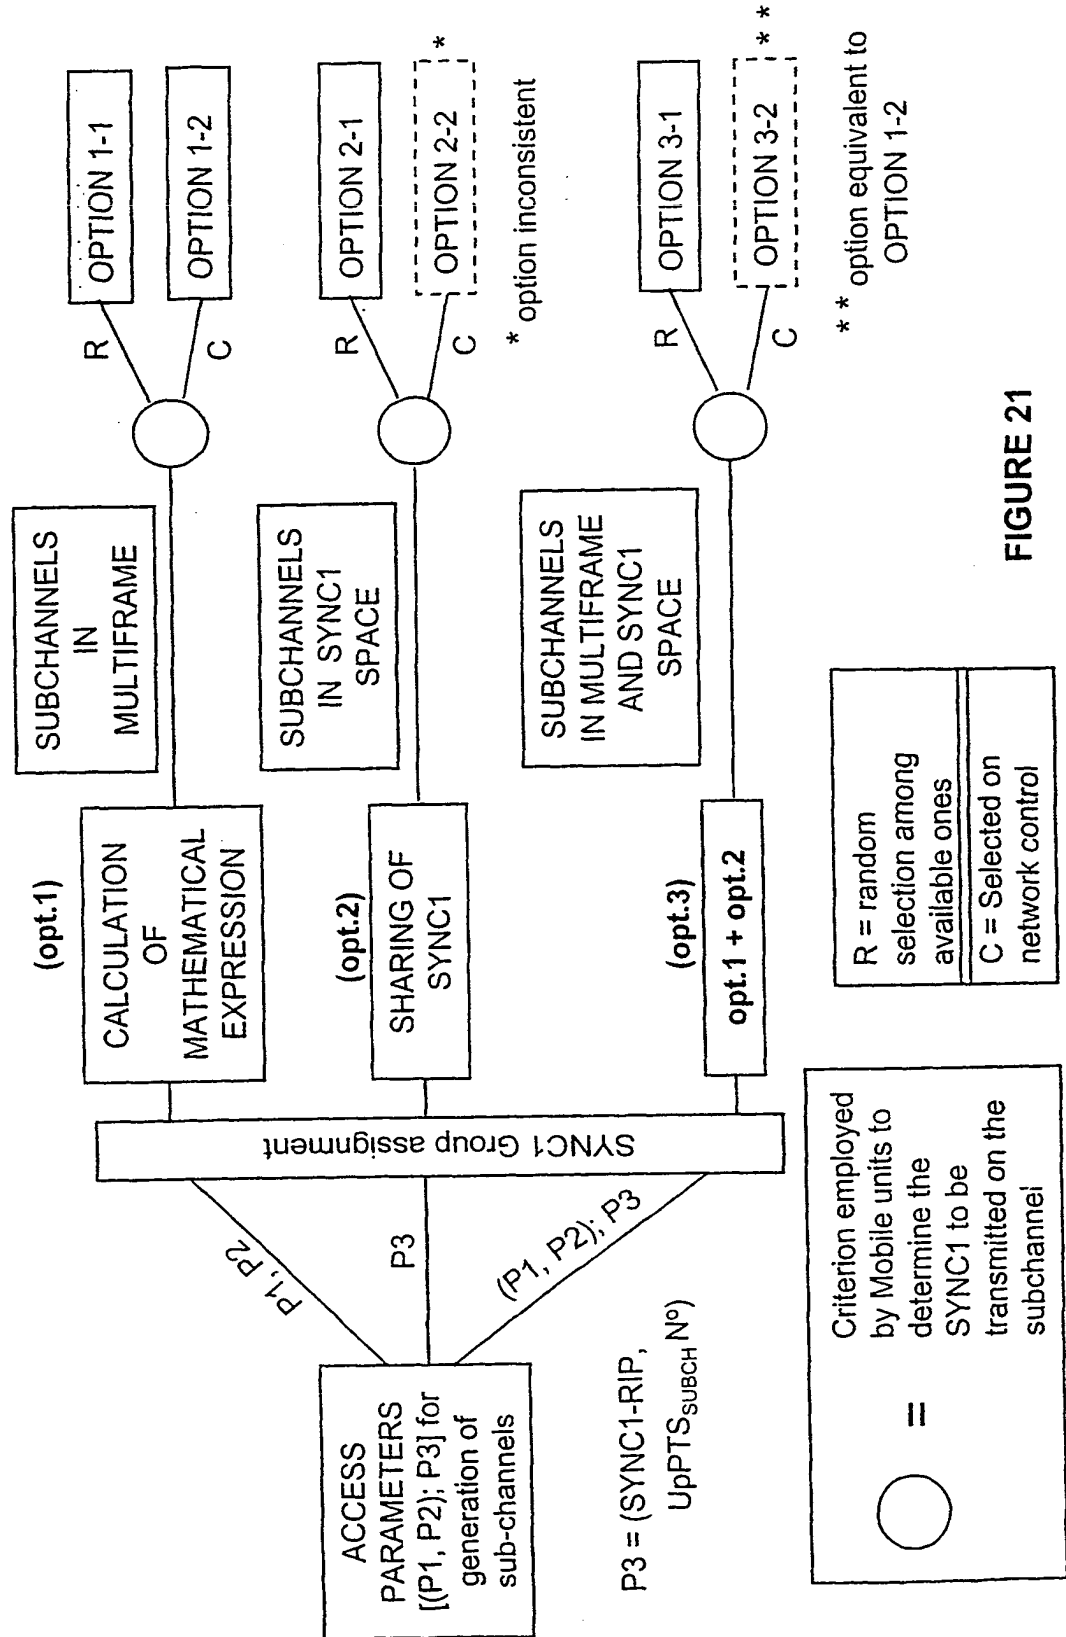 ACCESS
PARAMETERS
[(P1, P2); P3] for
generation of
sub-channels
P3 = (SYNC1-RIP,
UpPTSSUBCH Nº)
P1, P2
P3
(P1, P2); P3
SYNC1 Group assignment
(opt.1)
CALCULATION
OF
MATHEMATICAL
EXPRESSION
(opt.2)
SHARING OF
SYNC1
(opt.3)
opt.1 + opt.2
SUBCHANNELS
IN
MULTIFRAME
SUBCHANNELS
IN SYNC1
SPACE
SUBCHANNELS
IN MULTIFRAME
AND SYNC1
SPACE
R
C
OPTION 1-1
OPTION 1-2
R
C
OPTION 2-1
OPTION 2-2
*
* option inconsistent
R
C
OPTION 3-1
OPTION 3-2
* *
* * option equivalent to
OPTION 1-2
=
Criterion employed
by Mobile units to
determine the
SYNC1 to be
transmitted on the
subchannel
R = random
selection among
available ones
C = Selected on
network control
FIGURE 21